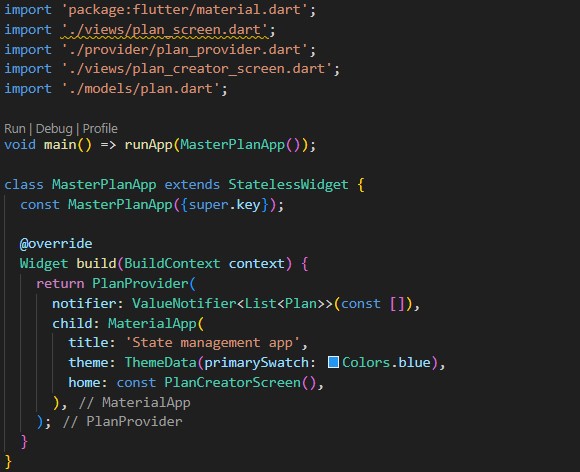 import 'package:flutter/material.dart';
import './views/plan_screen.dart';
import './provider/plan_provider.dart';
import './views/plan_creator_screen.dart';
import './models/plan.dart';
Run | Debug | Profile
void main() => runApp(MasterPlanApp());
class MasterPlanApp extends StatelessWidget {
  const MasterPlanApp({super.key});
  @override
  Widget build(BuildContext context) {
    return PlanProvider(
      notifier: ValueNotifier<List<Plan>>(const []),
      child: MaterialApp(
        title: 'State management app',
        theme: ThemeData(primarySwatch: Colors.blue),
        home: const PlanCreatorScreen(),
      ), // MaterialApp
    ); // PlanProvider
  }
}